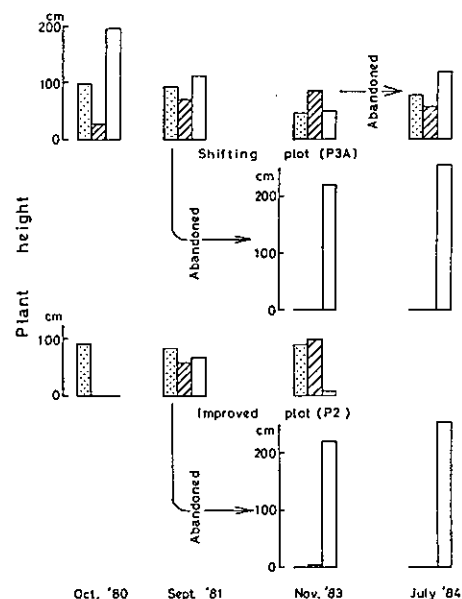 cm
200
100
0
Abandoned
Shifting plot (P3A)
cm
200
100
0
Abandoned
Plant height
cm
100
0
Improved plot (P2)
cm
200
100
0
Abandoned
Oct. '80 Sept. '81 Nov. '83 July '84